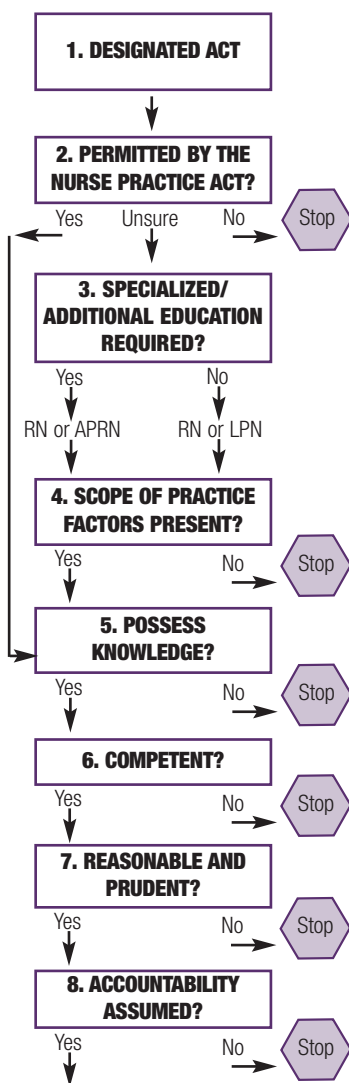 1. DESIGNATED ACT
2. PERMITTED BY THE
NURSE PRACTICE ACT?
Yes Unsure No Stop
3. SPECIALIZED/
ADDITIONAL EDUCATION
REQUIRED?
Yes No
RN or APRN RN or LPN
4. SCOPE OF PRACTICE
FACTORS PRESENT?
Yes No Stop
5. POSSESS
KNOWLEDGE?
Yes No Stop
6. COMPETENT?
Yes No Stop
7. REASONABLE AND
PRUDENT?
Yes No Stop
8. ACCOUNTABILITY
ASSUMED?
Yes No Stop